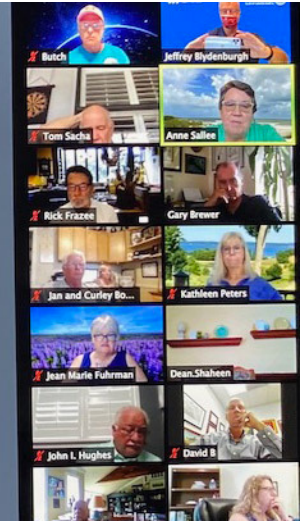 Butch
Jeffrey Blydenburgh
Tom Sacha
Anne Sallee
Rick Frazee
Gary Brewer
Jan and Curley Bo...
Kathleen Peters
Jean Marie Fuhrman
Dean.Shaheen
John I. Hughes
David B